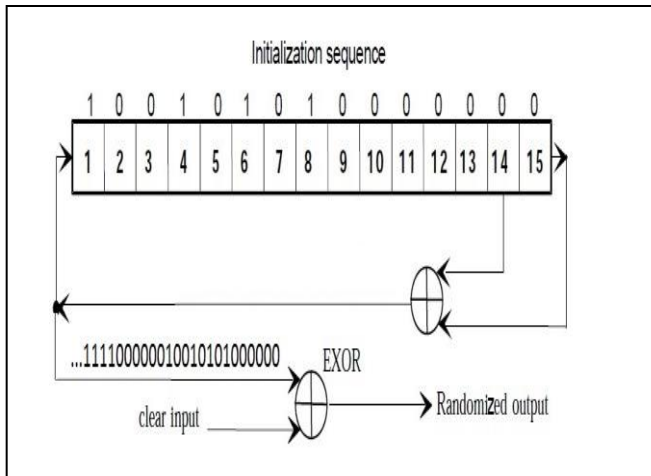 Initialization sequence
1 0 0 1 0 1 0 1 0 0 0 0 0 0 0
1 2 3 4 5 6 7 8 9 10 11 12 13 14 15
...111100000010010101000000
EXOR
clear input
Randomized output